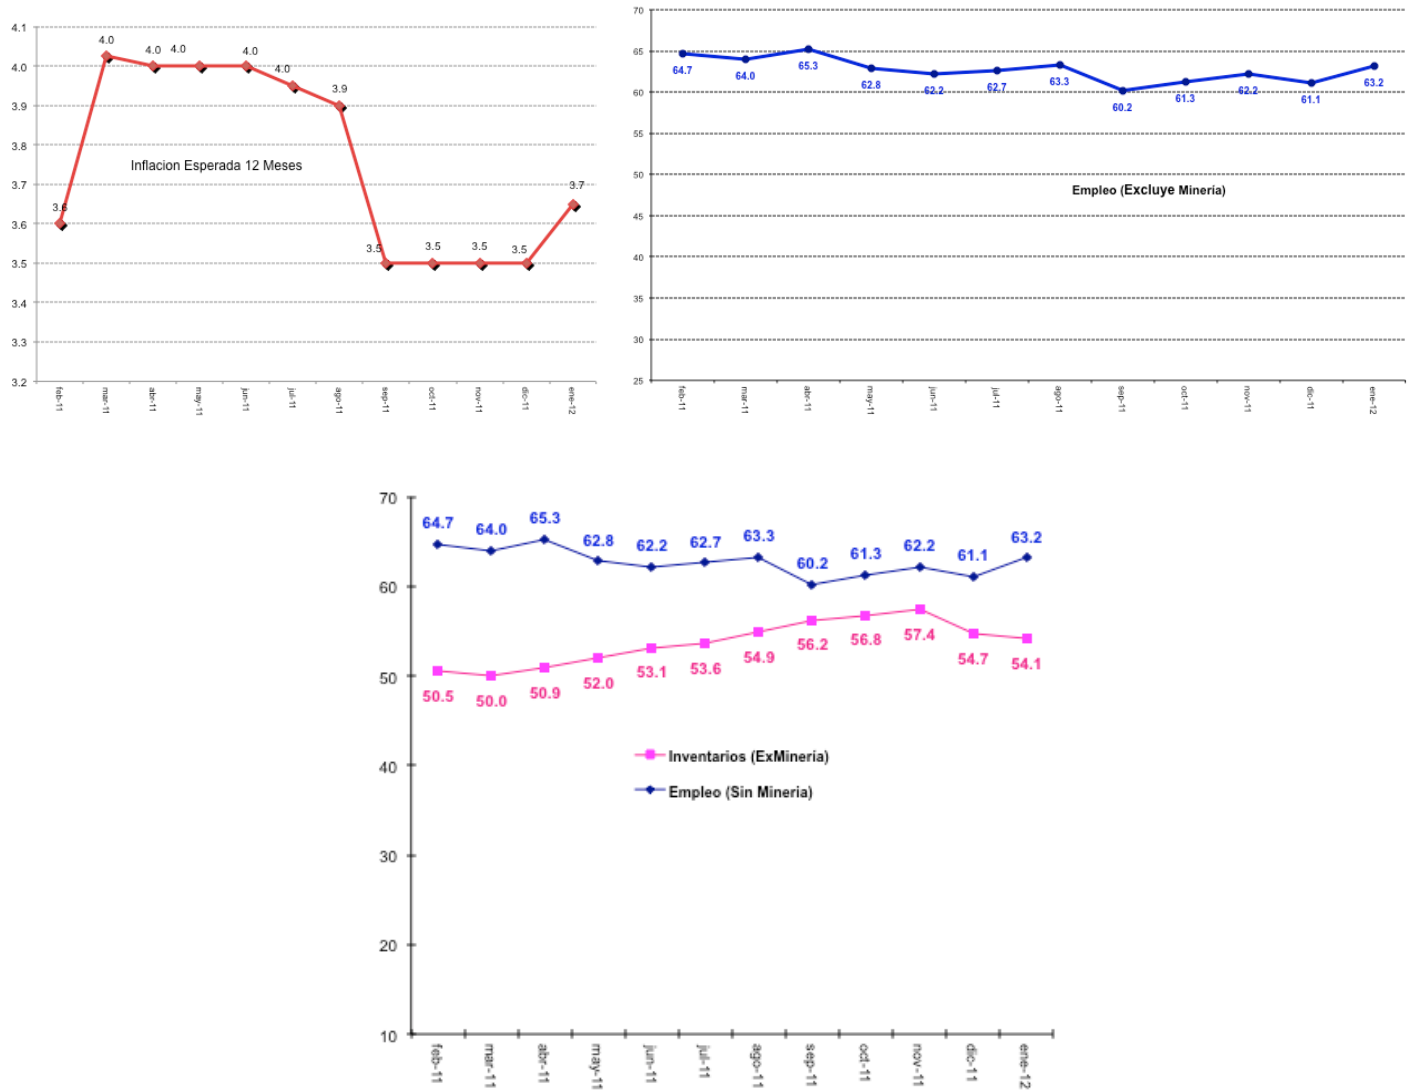 4.1
4.0
3.9
3.8
3.7
3.6
3.5
3.4
3.3
3.2
3.6
4.0
4.0
4.0
4.0
4.0
3.9
3.5
3.5
3.5
3.5
3.7
Inflacion Esperada 12 Meses
feb-11
mar-11
abr-11
may-11
jun-11
jul-11
ago-11
sep-11
oct-11
nov-11
dic-11
ene-12
70
65
60
55
50
45
40
35
30
25
64.7
64.0
65.3
62.8
62.2
62.7
63.3
60.2
61.3
62.2
61.1
63.2
Empleo (Excluye Minería)
feb-11
mar-11
abr-11
may-11
jun-11
jul-11
ago-11
sep-11
oct-11
nov-11
dic-11
ene-12
70
60
50
40
30
20
10
64.7
64.0
65.3
62.8
62.2
62.7
63.3
60.2
61.3
62.2
61.1
63.2
50.5
50.0
50.9
52.0
53.1
53.6
54.9
56.2
56.8
57.4
54.7
54.1
Inventarios (ExMinería)
Empleo (Sin Minería)
feb-11
mar-11
abr-11
may-11
jun-11
jul-11
ago-11
sep-11
oct-11
nov-11
dic-11
ene-12